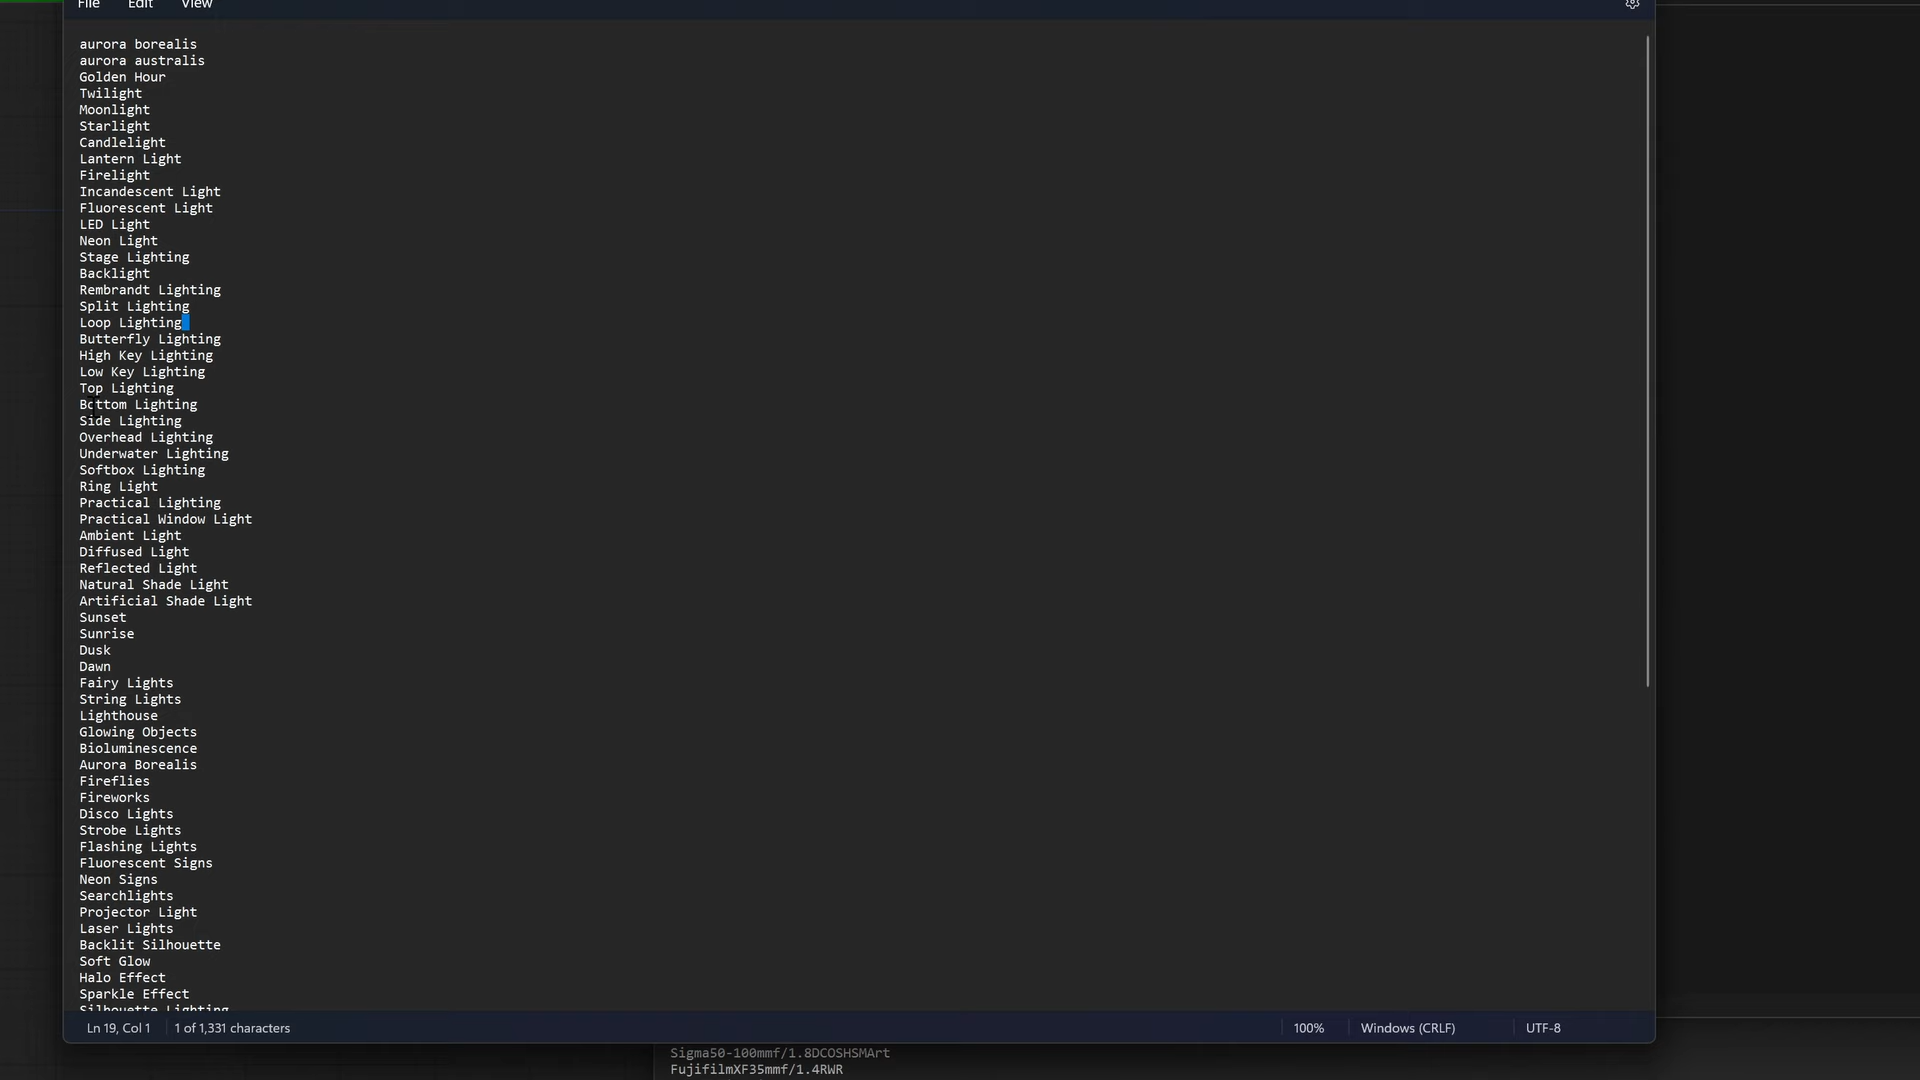 File Edit View
aurora borealis
aurora australis
Golden Hour
Twilight
Moonlight
Starlight
Candlelight
Lantern Light
Firelight
Incandescent Light
Fluorescent Light
LED Light
Neon Light
Stage Lighting
Backlight
Rembrandt Lighting
Split Lighting
Loop Lighting
Butterfly Lighting
High Key Lighting
Low Key Lighting
Top Lighting
Bottom Lighting
Side Lighting
Overhead Lighting
Underwater Lighting
Softbox Lighting
Ring Light
Practical Lighting
Practical Window Light
Ambient Light
Diffused Light
Reflected Light
Natural Shade Light
Artificial Shade Light
Sunset
Sunrise
Dusk
Dawn
Fairy Lights
String Lights
Lighthouse
Glowing Objects
Bioluminescence
Aurora Borealis
Fireflies
Fireworks
Disco Lights
Strobe Lights
Flashing Lights
Fluorescent Signs
Neon Signs
Searchlights
Projector Light
Laser Lights
Backlit Silhouette
Soft Glow
Halo Effect
Sparkle Effect
Silhouette Lighting
Ln 19, Col 1 1 of 1,331 characters 100% Windows (CRLF) UTF-8
Sigma50-100mmf/1.8DCOSHSMArt
FujifilmXF35mmf/1.4RWR